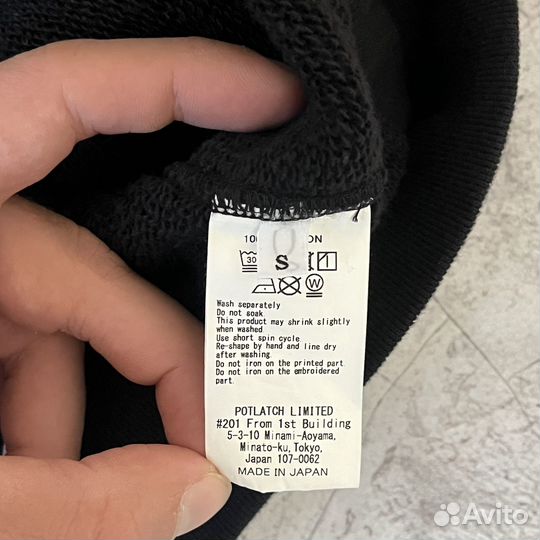 30
S
W
Wash separately
Do not soak
This product may shrink slightly
when washed
Use short spin cycle
Re-shape by hand and line dry
after washing
Do not iron on the printed part.
Do not iron on the embroidered
part.
POTLATCH LIMITED
#201 From 1st Building
5-3-10 Minami-Aoyama,
Minato-ku,Tokyo,
Japan 107-0062
MADE IN JAPAN
Avito